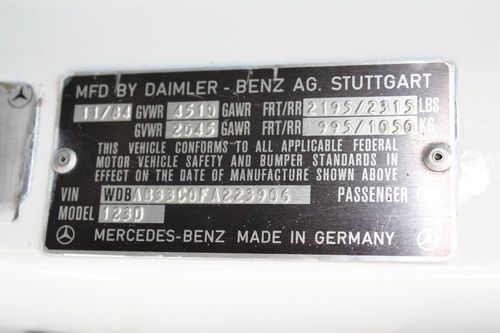 MFD BY DAIMLER - BENZ AG. STUTTGART
11/84 GVWR 4510 GAWR FRT/RR 2195/2315 LBS
GVWR 2045 GAWR FRT/RR 995/1050 KG
THIS VEHICLE CONFORMS TO ALL APPLICABLE FEDERAL
MOTOR VEHICLE SAFETY AND BUMPER STANDARDS IN
EFFECT ON THE DATE OF MANUFACTURE SHOWN ABOVE
VIN WDBAB33C0FA223906 PASSENGER
MODEL 123D
MERCEDES-BENZ MADE IN GERMANY